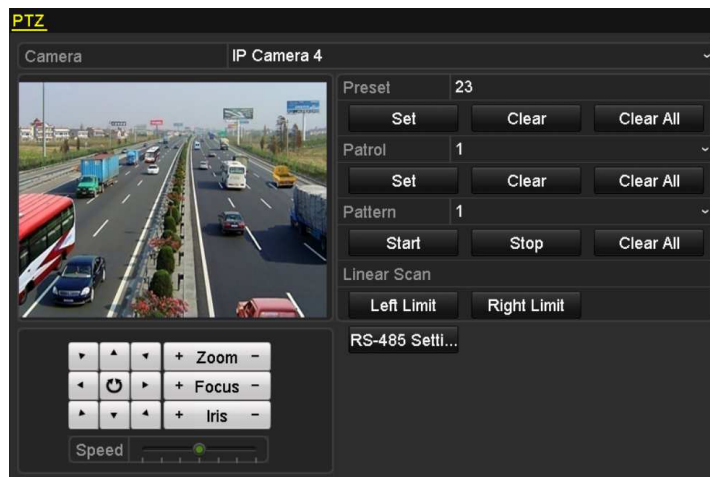 PTZ
Camera IP Camera 4
Preset 23
Set Clear Clear All
Patrol 1
Set Clear Clear All
Pattern 1
Start Stop Clear All
Linear Scan
Left Limit Right Limit
RS-485 Setti...
+ Zoom -
+ Focus -
+ Iris -
Speed